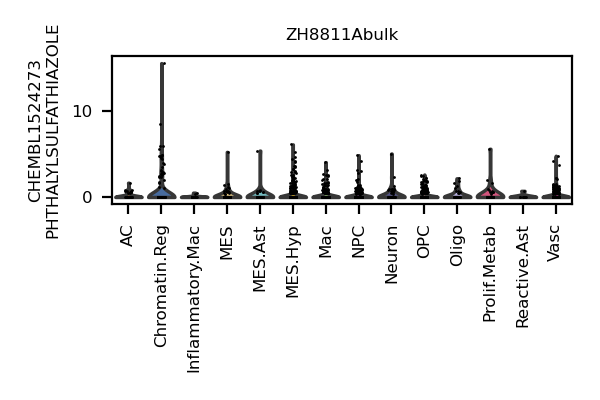 ZH8811Abulk
CHEMBL1524273
PHTHALYLSULFATHIAZOLE
10
0
AC
Chromatin.Reg
Inflammatory.Mac
MES
MES.Ast
MES.Hyp
Mac
NPC
Neuron
OPC
Oligo
Prolif.Metab
Reactive.Ast
Vasc